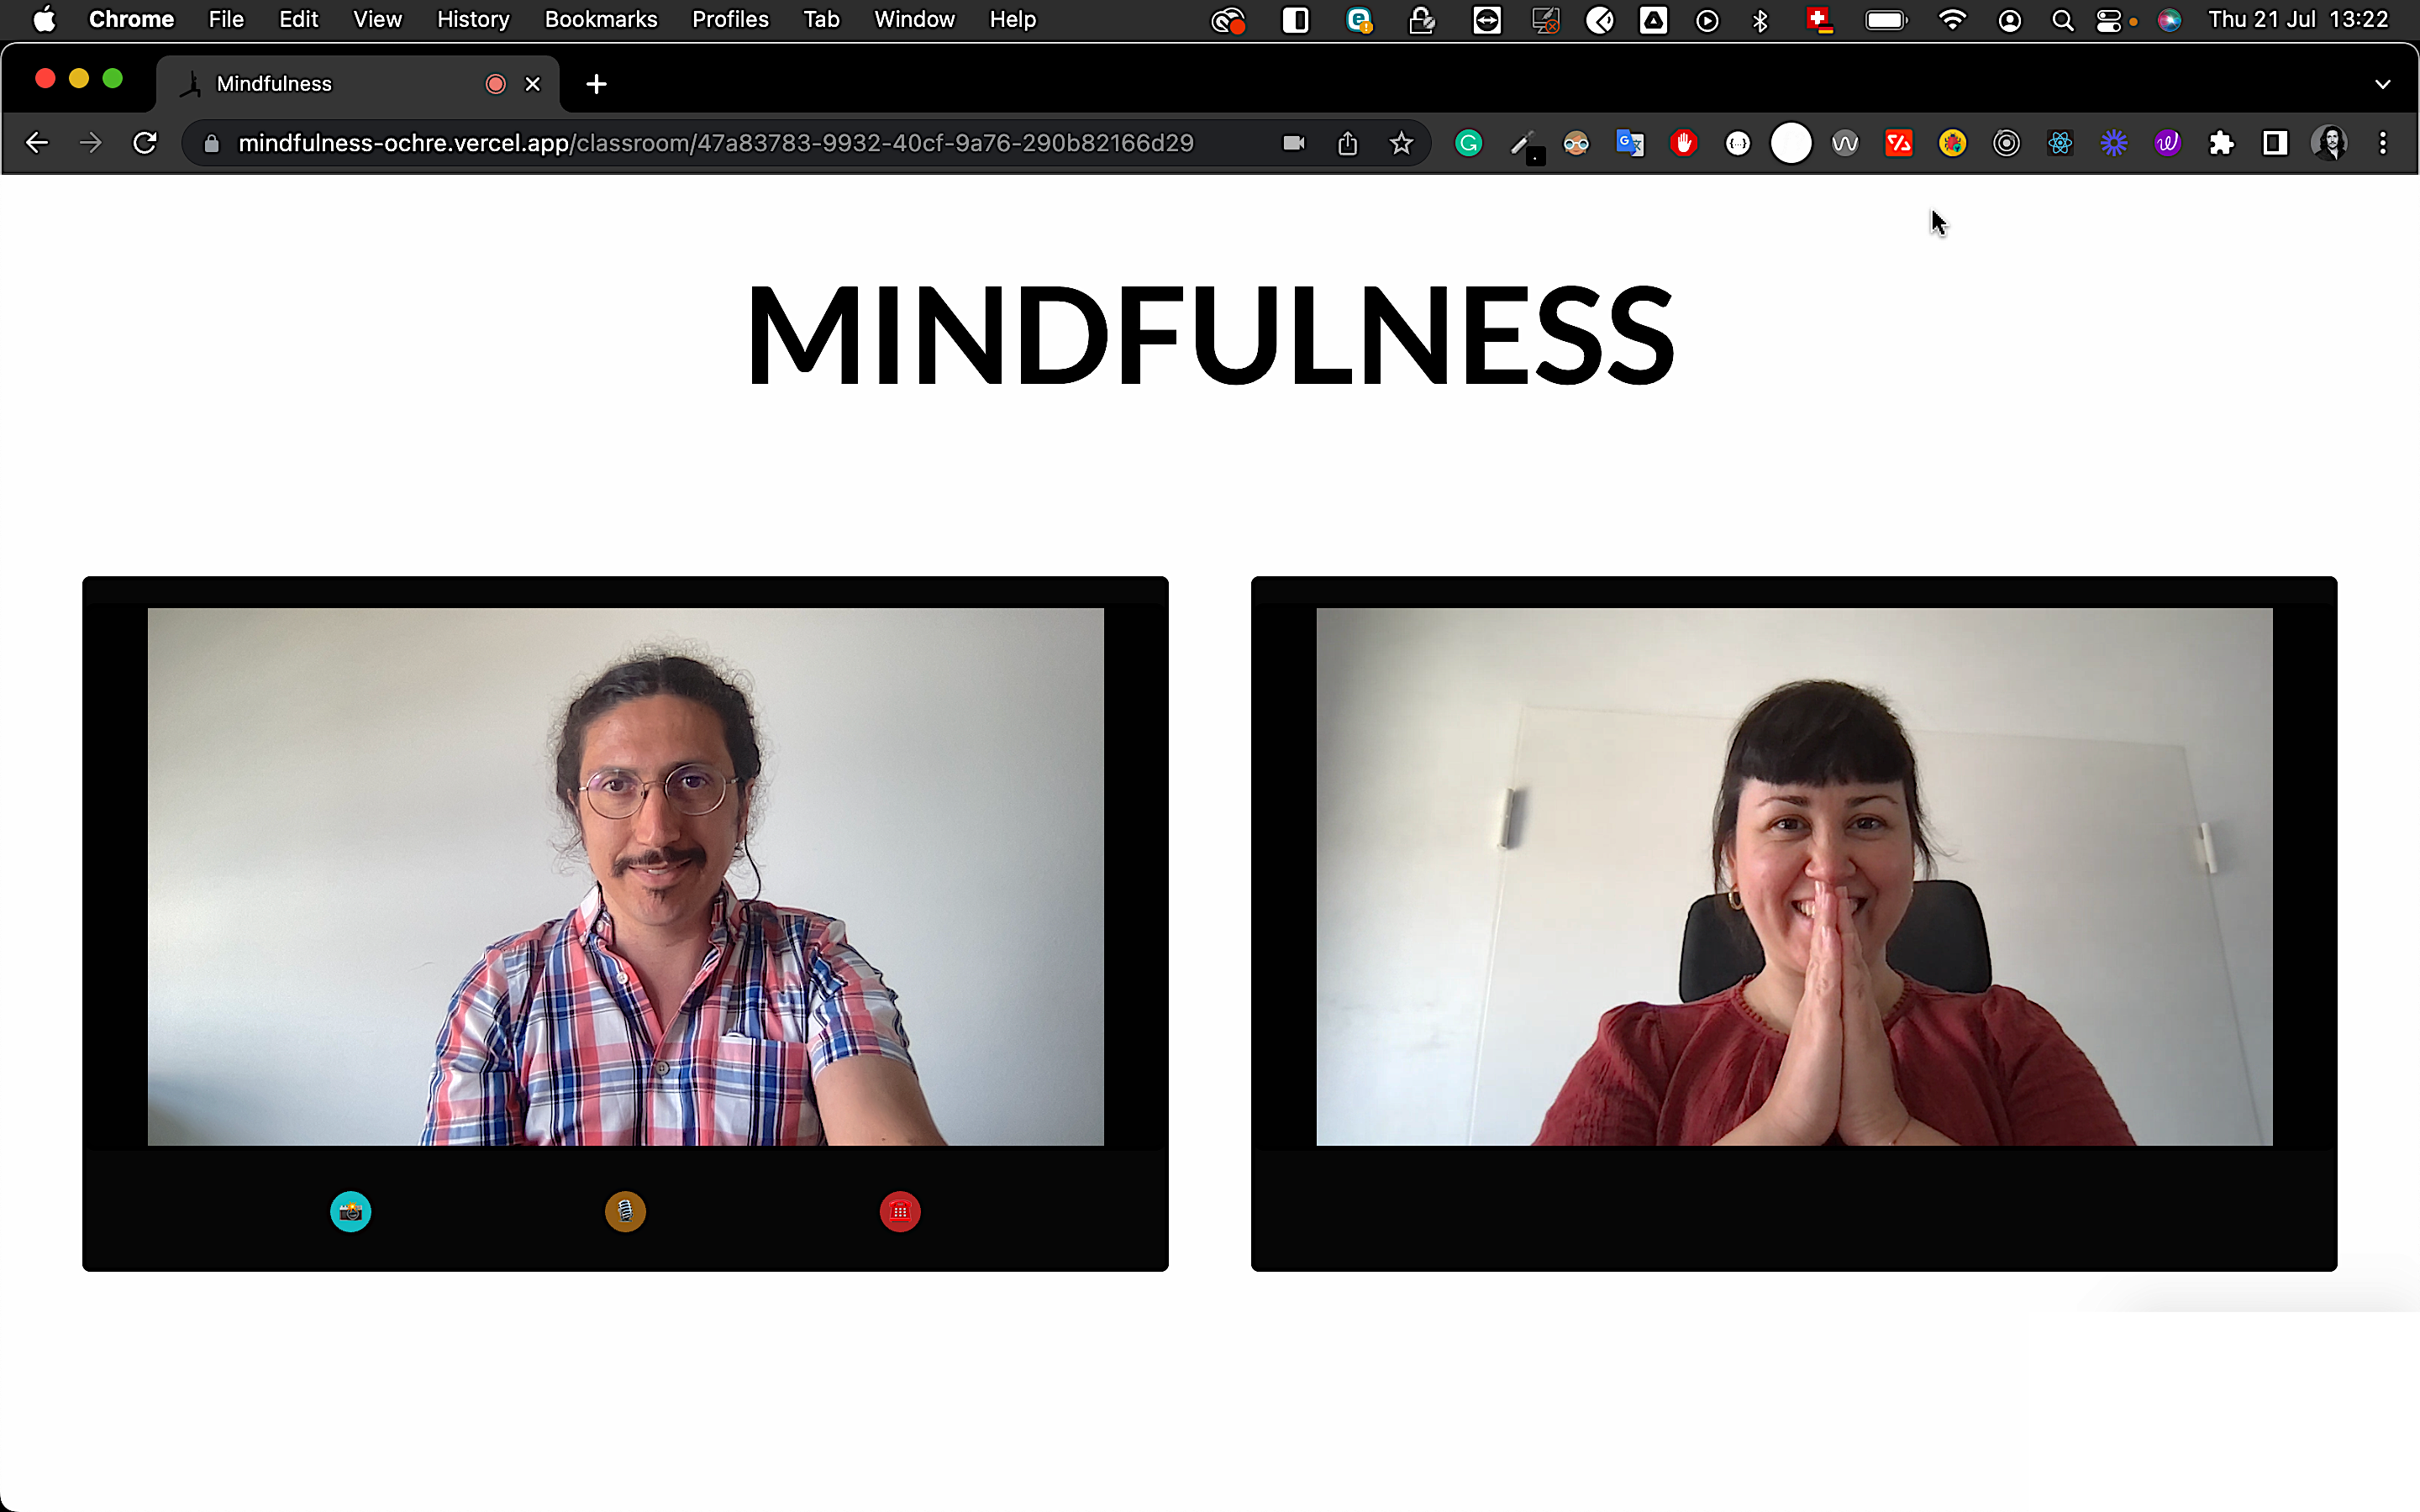 Chrome File Edit View History Bookmarks Profiles Tab Window Help Thu 21 Jul 13:22
Mindfulness
mindfulness-ochre.vercel.app/classroom/47a83783-9932-40cf-9a76-290b82166d29
MINDFULNESS